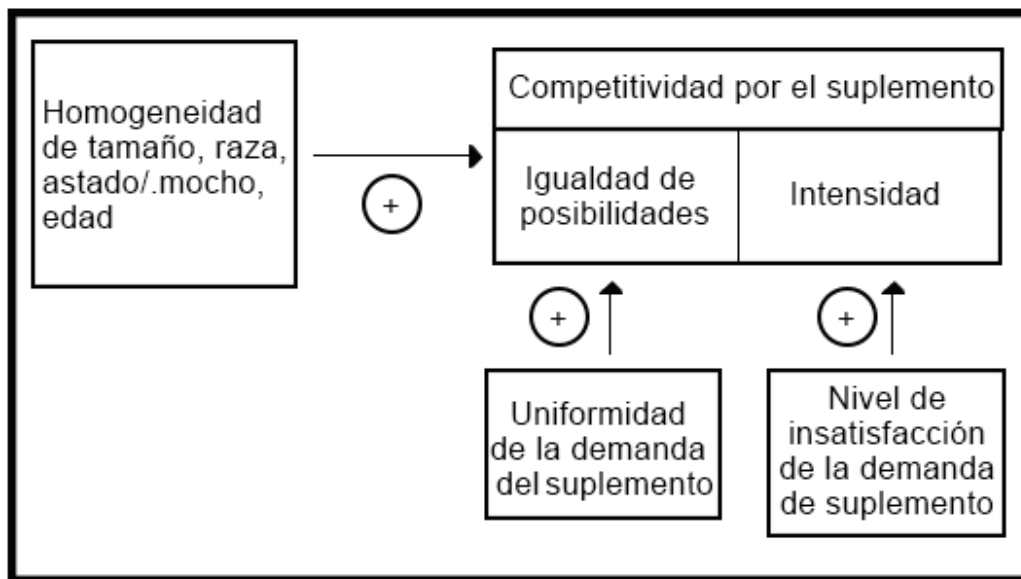 Homogeneidad
de tamaño, raza,
astado/.mocho,
edad
+
Competitividad por el suplemento
Igualdad de
posibilidades
Intensidad
+
+
Uniformidad
de la demanda
del suplemento
Nivel de
insatisfacción
de la demanda
de suplemento